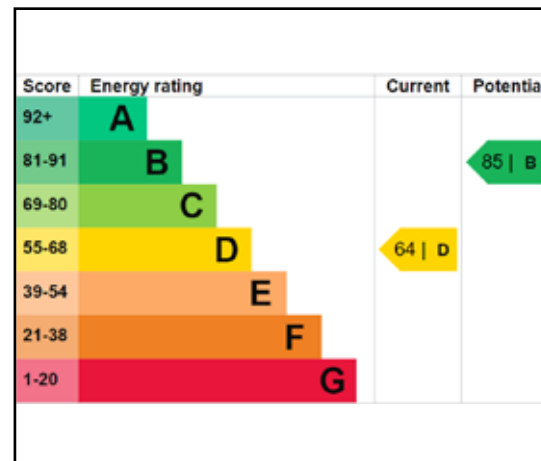 Score Energy rating Current Potentia
92+ A
81-91 B 85 | B
69-80 C
55-68 D 64 | D
39-54 E
21-38 F
1-20 G